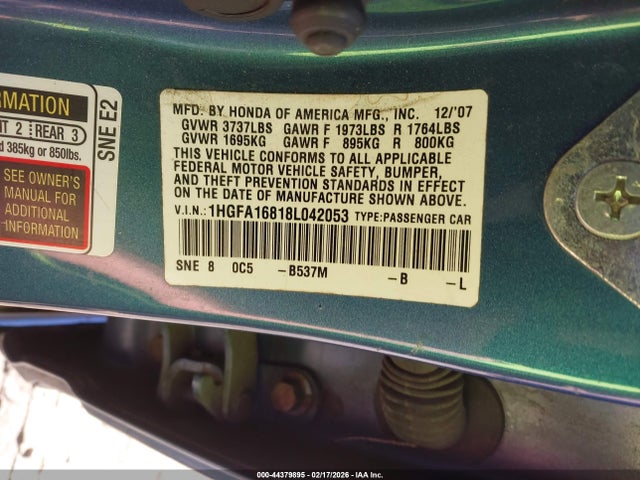 RMATION
T 2 REAR 3
d 385kg or 850lbs.
SEE OWNER'S
MANUAL FOR
ADDITIONAL
INFORMATION
SNE E2
MFD. BY HONDA OF AMERICA MFG., INC. 12/'07
GVWR 3737LBS GAWR F 1973LBS R 1764LBS
GVWR 1695KG GAWR F 895KG R 800KG
THIS VEHICLE CONFORMS TO ALL APPLICABLE
FEDERAL MOTOR VEHICLE SAFETY, BUMPER,
AND THEFT PREVENTION STANDARDS IN EFFECT
ON THE DATE OF MANUFACTURE SHOWN ABOVE.
V.I.N.:1HGFA16818L042053 TYPE:PASSENGER CAR
SNE 8 0C5 -B537M -B -L
000-44379895 - 02/17/2026 - IAA Inc.